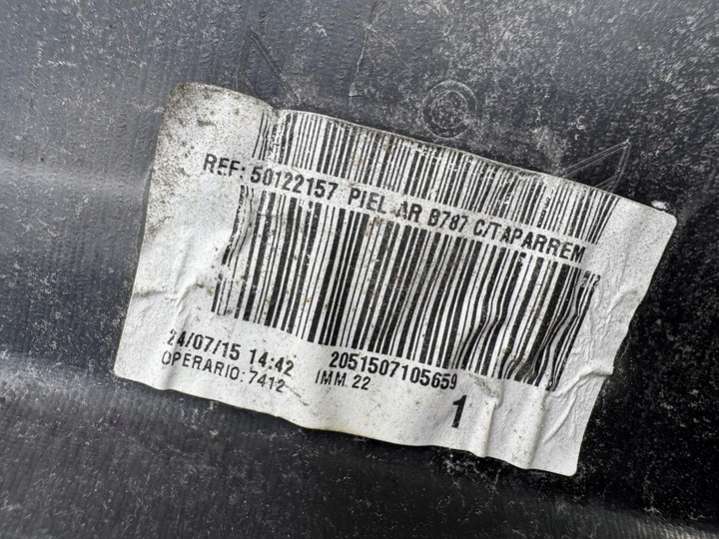 REF: 50122157 PIEL AR B787 C/TAPARREM
24/07/15 14:42 2051507105659
OPERARIO: 7412 IMM 22
1